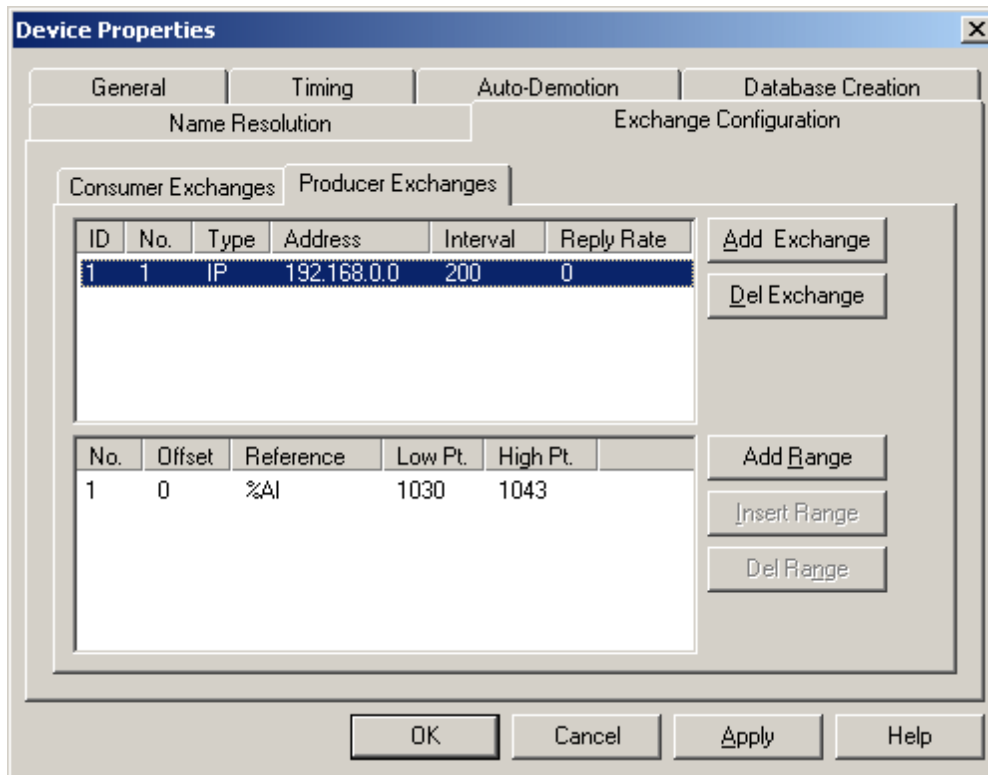 Device Properties
General Timing Auto-Demotion Database Creation
Name Resolution Exchange Configuration
Consumer Exchanges Producer Exchanges
ID No. Type Address Interval Reply Rate
1 1 IP 192.168.0.0 200 0
Add Exchange
Del Exchange
No. Offset Reference Low Pt. High Pt.
1 0 %AI 1030 1043
Add Range
Insert Range
Del Range
OK Cancel Apply Help